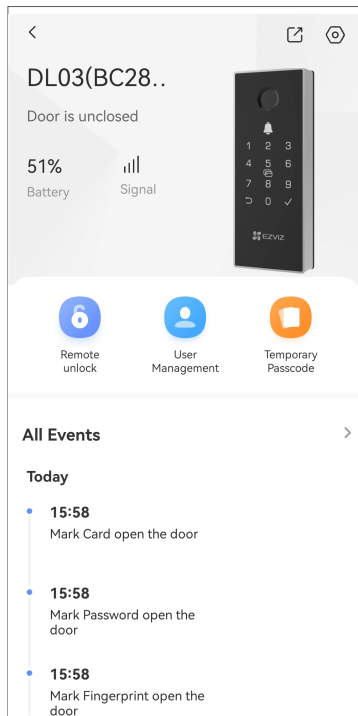 DL03(BC28..
Door is unclosed
51%
Battery
Signal
1 2 3
4 5 6
7 8 9
0
EZVIZ
Remote
unlock
User
Management
Temporary
Passcode
All Events
Today
15:58
Mark Card open the door
15:58
Mark Password open the
door
15:58
Mark Fingerprint open the
door